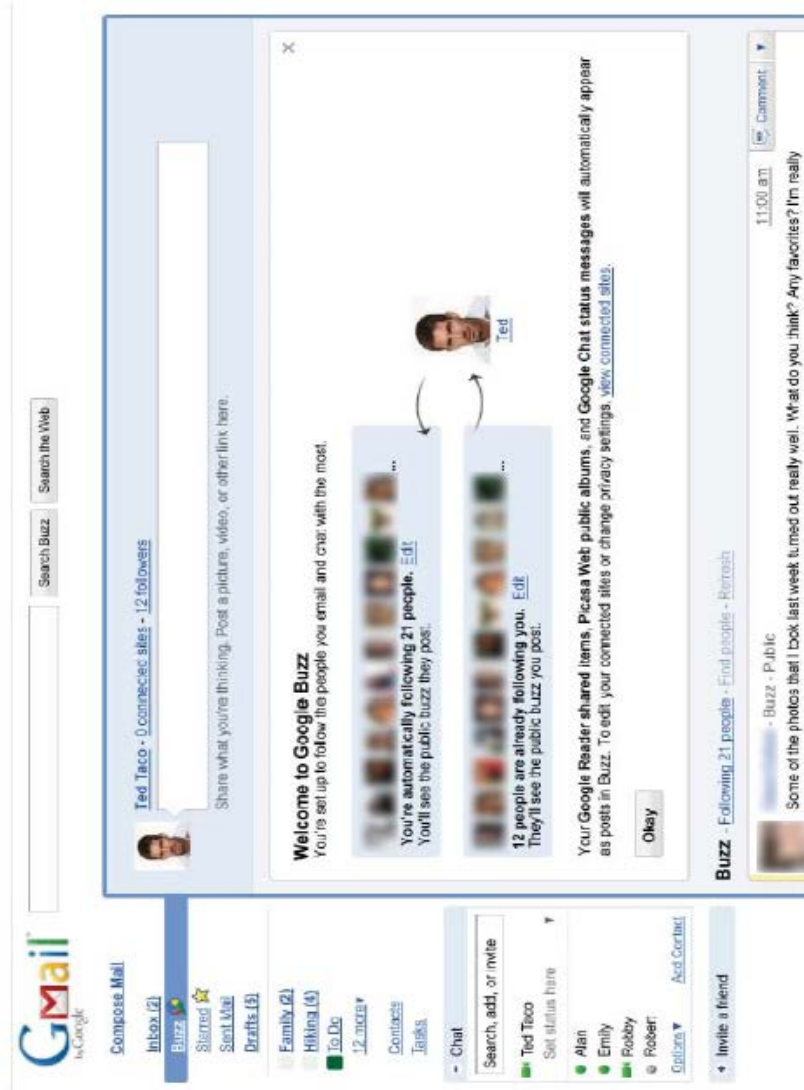 Gmail
by Google
Search Buzz
Search the Web
Compose Mail
Inbox (2)
Buzz
Starred
Sent Mail
Drafts (5)
Family (2)
Hiking (4)
To Do
12 more▾
Contacts
Tasks
- Chat
Search, add, or invite
Ted Taco
Set status here
Alan
Emily
Robby
Robert
Options ▾ Add Contact
+ Invite a friend
Ted Taco - 0 connected sites - 12 followers
Share what you're thinking. Post a picture, video, or other link here.
Welcome to Google Buzz
You're set up to follow the people you email and chat with the most.
You're automatically following 21 people. Edit
You'll see the public buzz they post.
12 people are already following you. Edit
They'll see the public buzz you post.
Ted
Your Google Reader shared items, Picasa Web public albums, and Google Chat status messages will automatically appear
as posts in Buzz. To edit your connected sites or change privacy settings, view connected sites.
Okay
Buzz - Following 21 people - Find people - Refresh
- Buzz - Public
11:00 am
Comment
Some of the photos that I took last week turned out really well. What do you think? Any favorites? I'm really